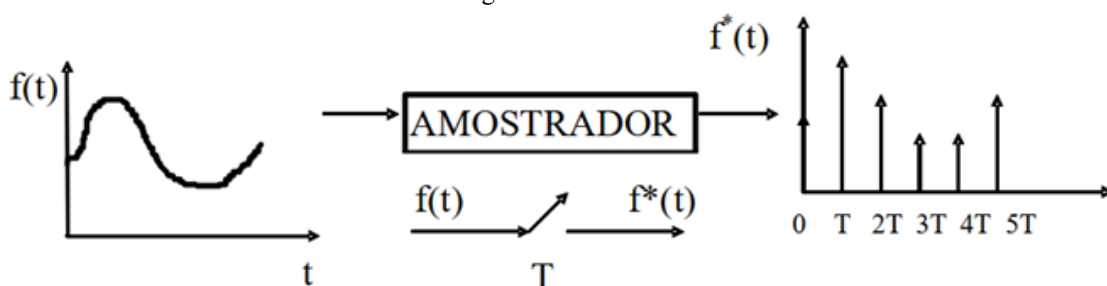 f*(t)
f(t)
AMOSTRADOR
f(t) f*(t)
0 T 2T 3T 4T 5T
t
T